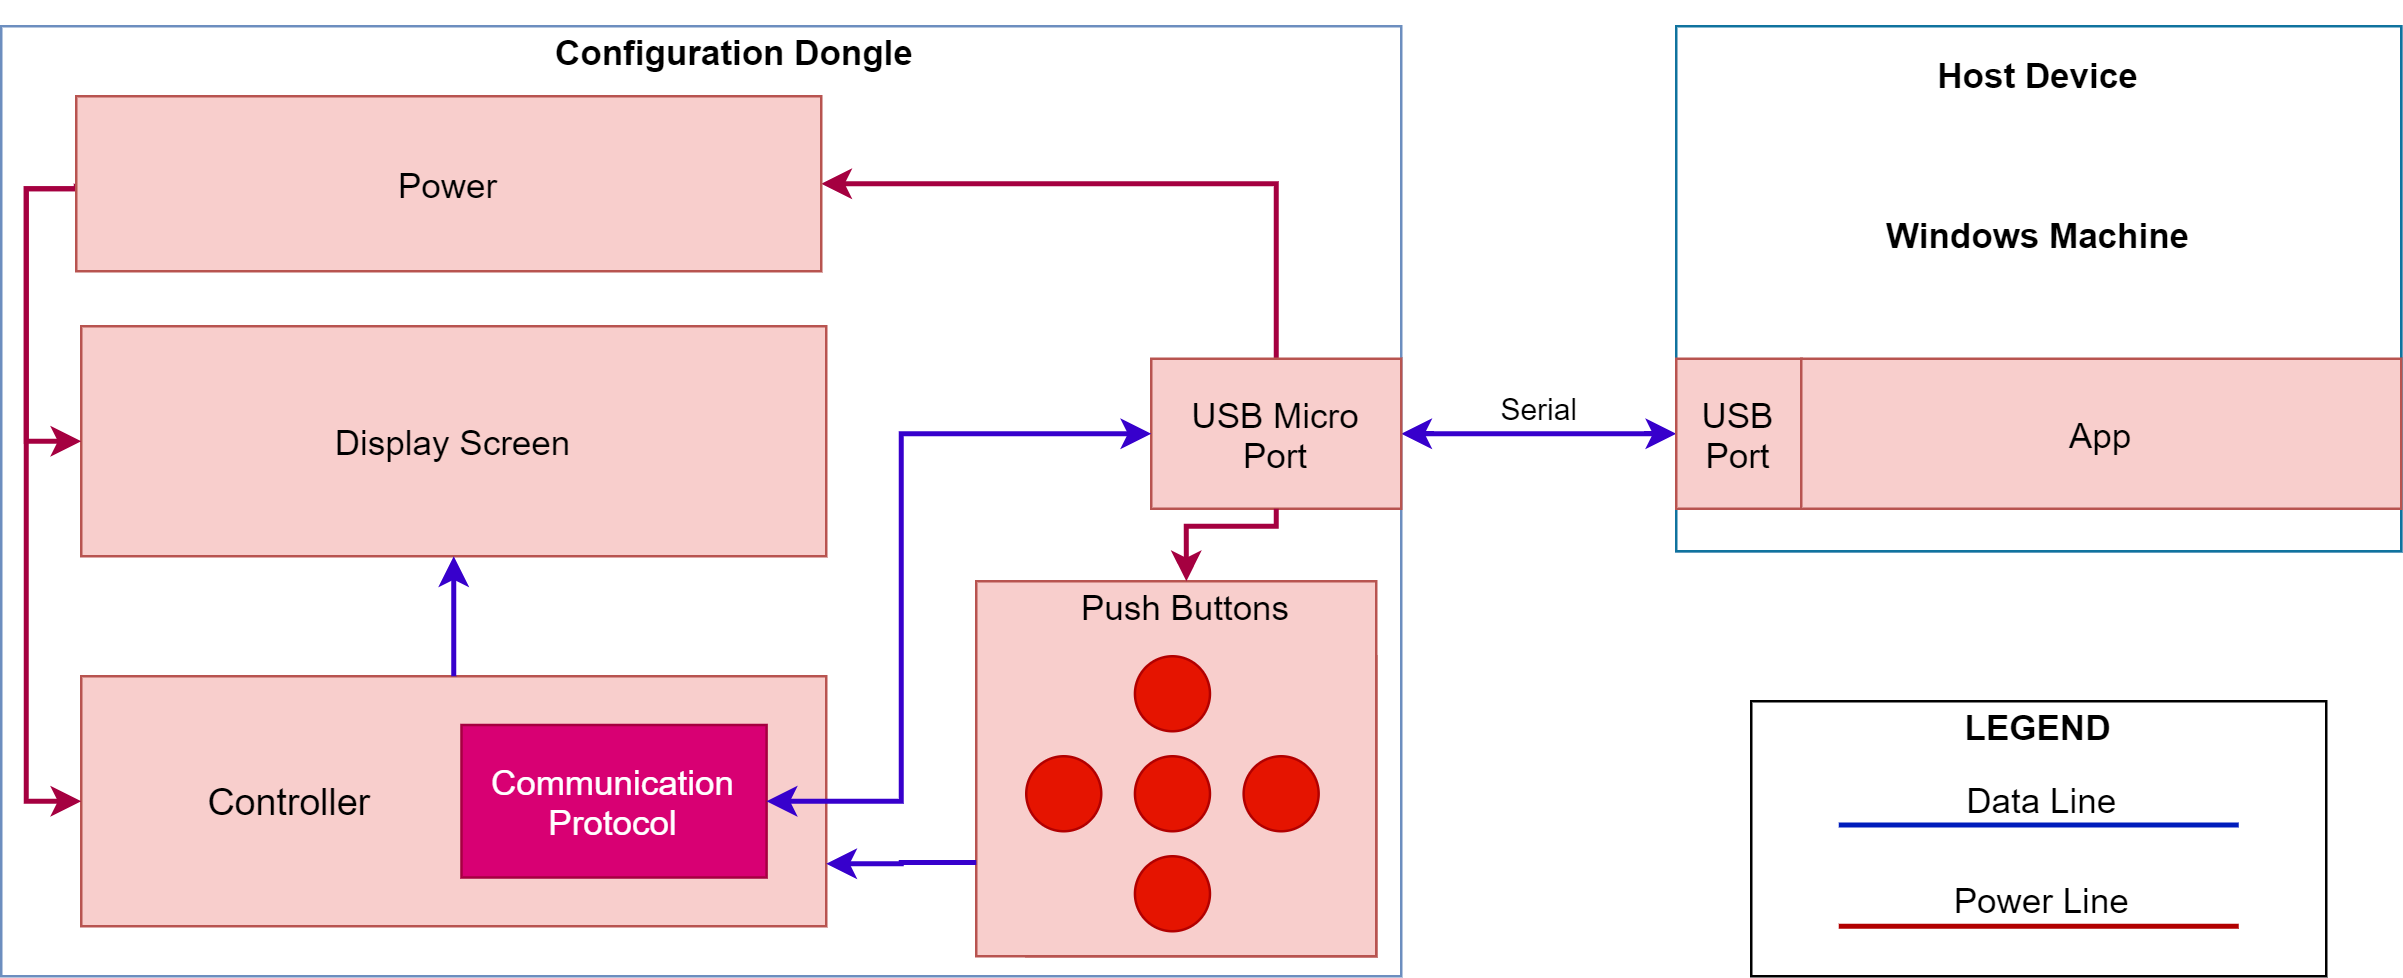 Configuration Dongle
Power
Display Screen
Controller
Communication
Protocol
USB Micro
Port
Push Buttons
Serial
Host Device
Windows Machine
USB
Port
App
LEGEND
Data Line
Power Line